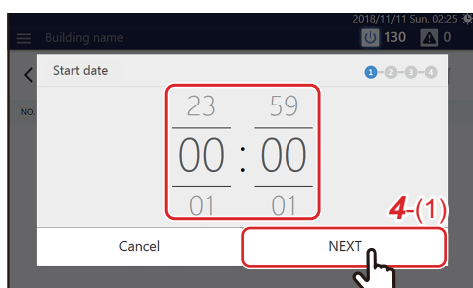 2018/11/11 Sun. 02:25
Building name 130 0
Start date 1-2-3-4
NO.
23 59
00 : 00
01 01
4-(1)
Cancel NEXT